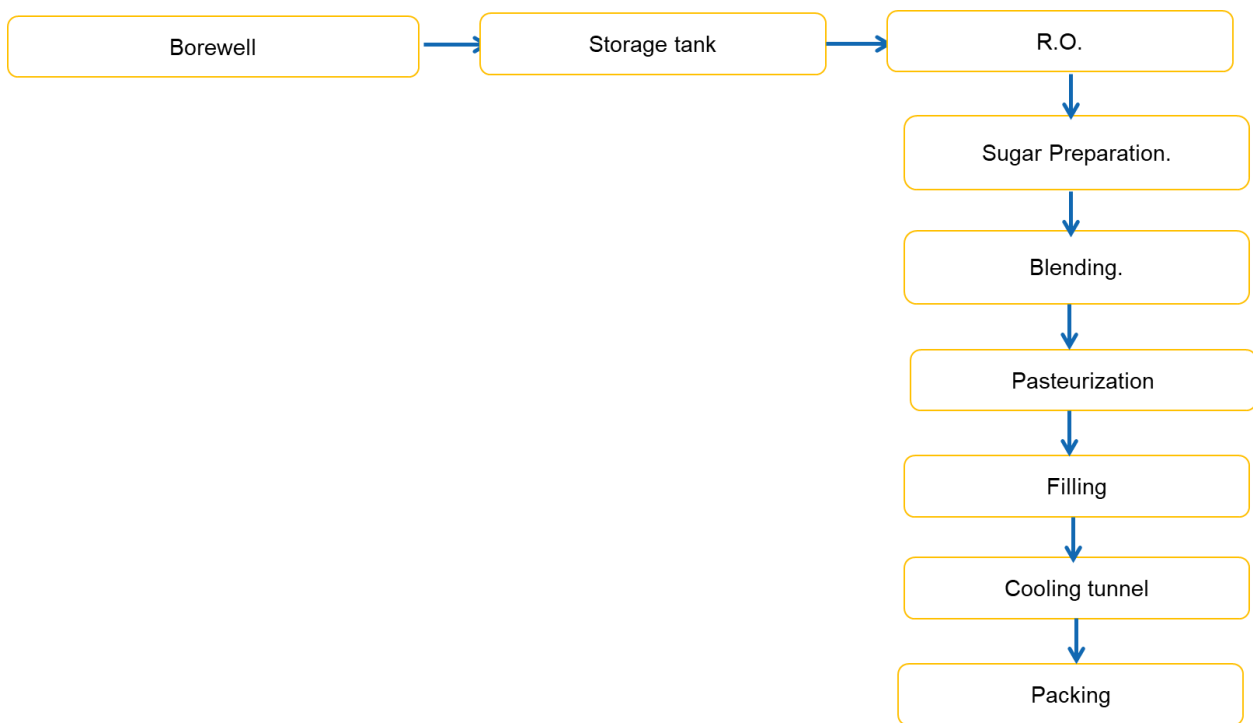 Borewell
Storage tank
R.O.
Sugar Preparation.
Blending.
Pasteurization
Filling
Cooling tunnel
Packing